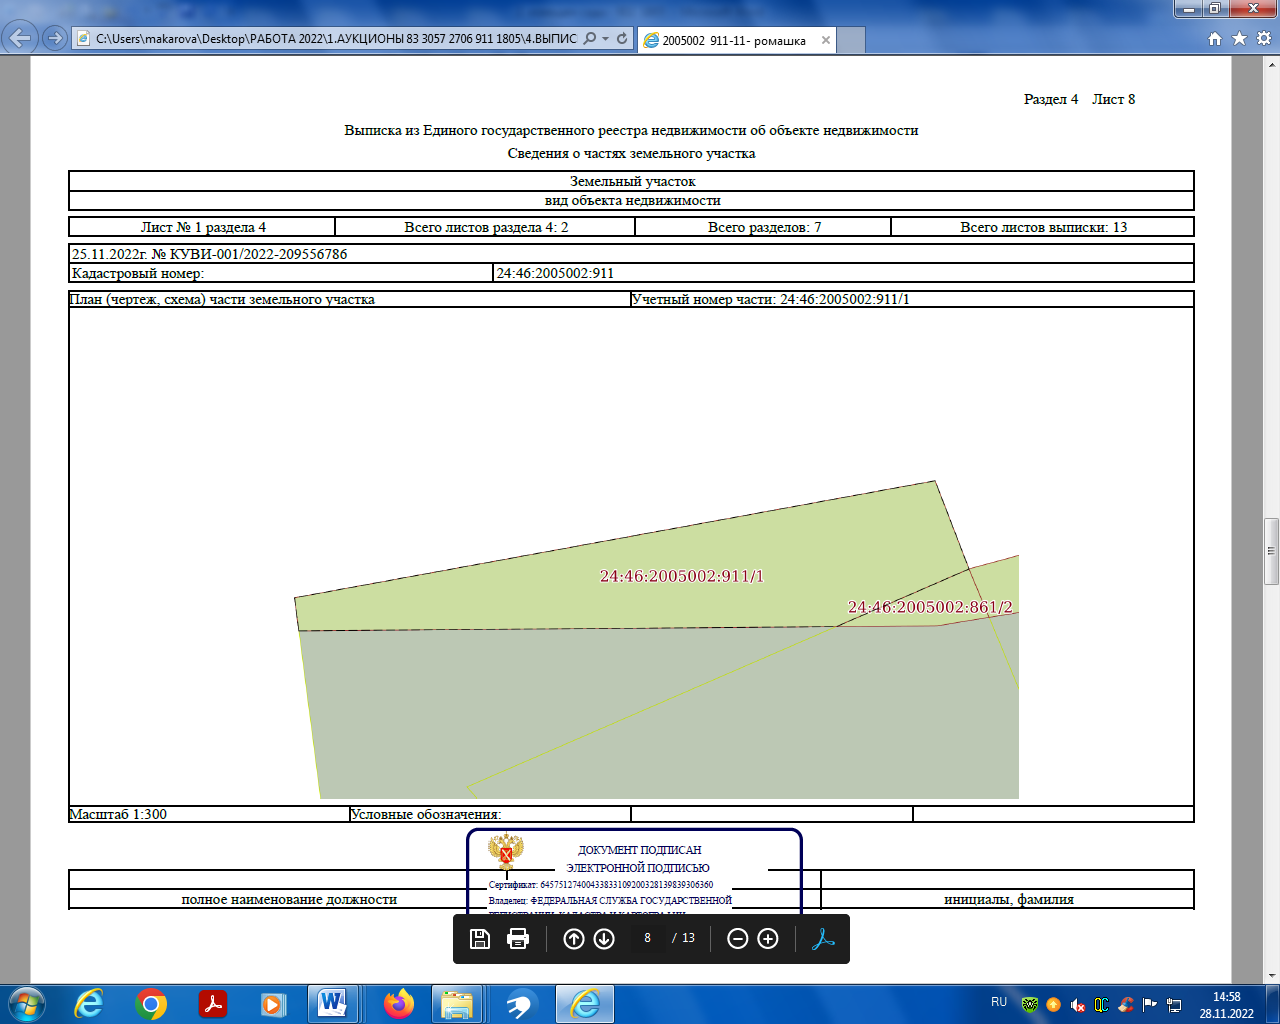 C:\Users\makarova\Desktop\РАБОТА 2022\1.АУКЦИОНЫ 83 3057 2706 911 1805\4.ВЫПИС
2005002 911-11- ромашка
Раздел 4 Лист 8
Выписка из Единого государственного реестра недвижимости об объекте недвижимости
Сведения о частях земельного участка
Земельный участок
вид объекта недвижимости
Лист № 1 раздела 4 Всего листов раздела 4: 2 Всего разделов: 7 Всего листов выписки: 13
25.11.2022г. № КУВИ-001/2022-209556786
Кадастровый номер: 24:46:2005002:911
План (чертеж, схема) части земельного участка Учетный номер части: 24:46:2005002:911/1
24:46:2005002:911/1
24:46:2005002:861/2
Масштаб 1:300 Условные обозначения:
ДОКУМЕНТ ПОДПИСАН
ЭЛЕКТРОННОЙ ПОДПИСЬЮ
Сертификат: 645751274004338331092003281398393063​60
Владелец: ФЕДЕРАЛЬНАЯ СЛУЖБА ГОСУДАРСТВЕННОЙ
РЕГИСТРАЦИИ, КАДАСТРА И КАРТОГРАФИИ
полное наименование должности инициалы, фамилия
8 / 13
RU
14:58
28.11.2022